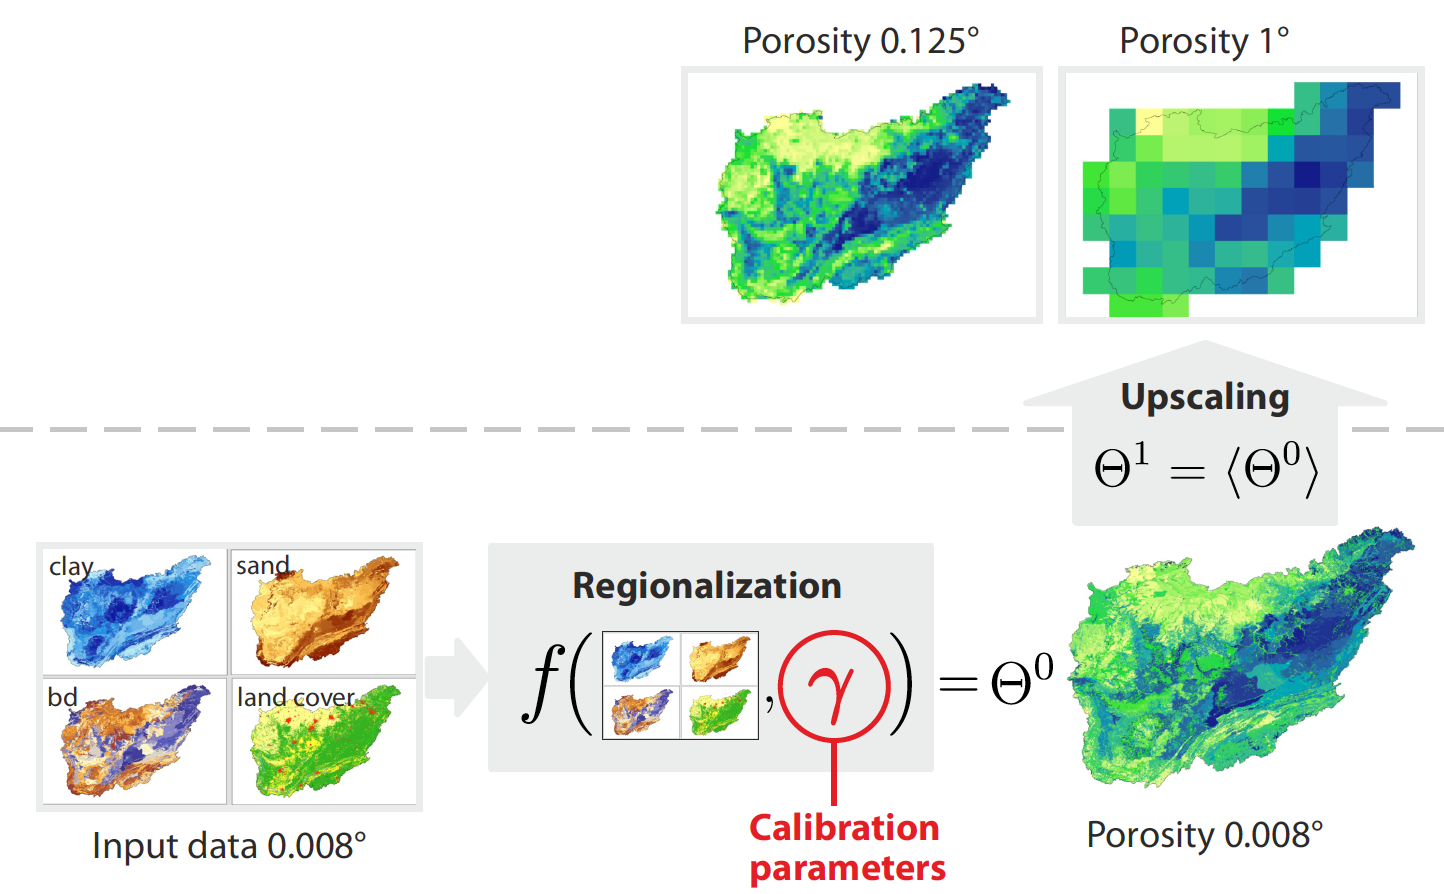 Porosity 0.125°
Porosity 1°
Upscaling
Θ¹ = ⟨Θ⁰⟩
clay
sand
bd
land cover
Input data 0.008°
Regionalization
f( , γ) = Θ⁰
Calibration
parameters
Porosity 0.008°